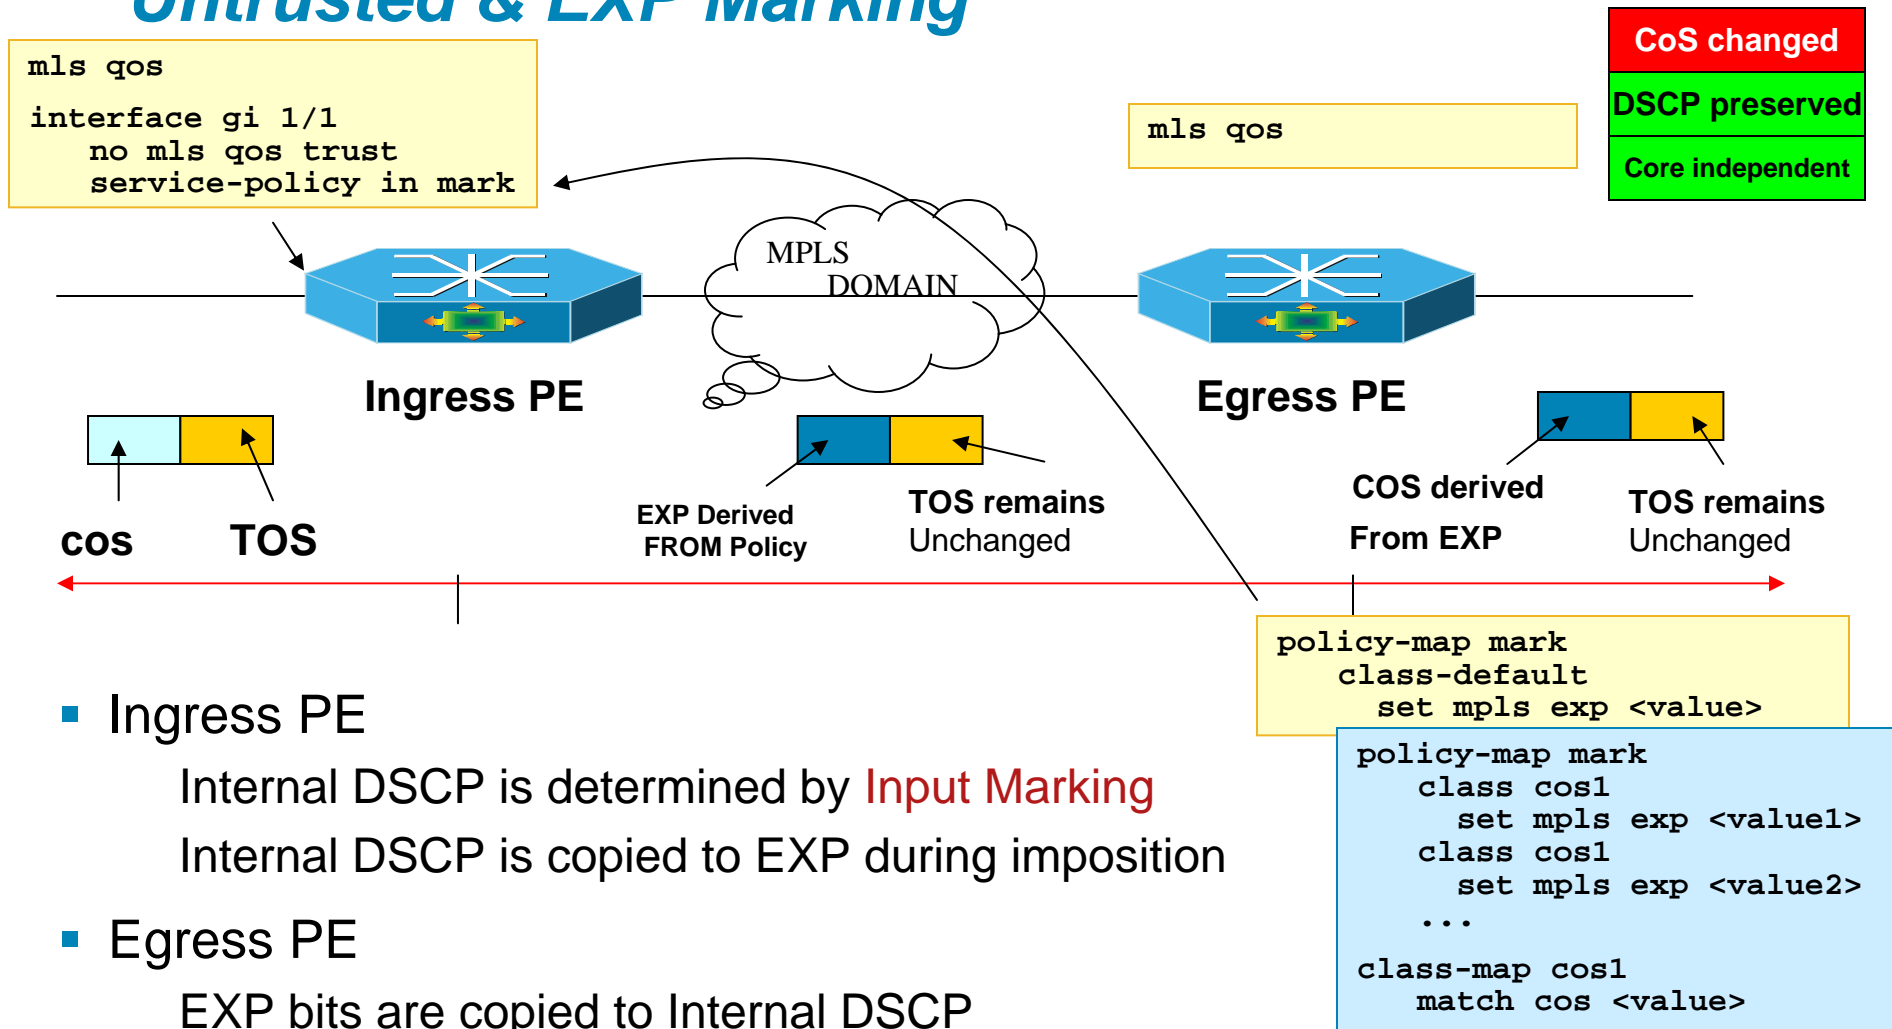 Untrusted & EXP Marking
mls qos
interface gi 1/1
no mls qos trust
service-policy in mark
mls qos
CoS changed
DSCP preserved
Core independent
MPLS
DOMAIN
Ingress PE
Egress PE
cos
TOS
EXP Derived
FROM Policy
TOS remains
Unchanged
COS derived
From EXP
TOS remains
Unchanged
policy-map mark
class-default
set mpls exp <value>
policy-map mark
class cos1
set mpls exp <value1>
class cos1
set mpls exp <value2>
...
class-map cos1
match cos <value>
Ingress PE
Internal DSCP is determined by Input Marking
Internal DSCP is copied to EXP during imposition
Egress PE
EXP bits are copied to Internal DSCP